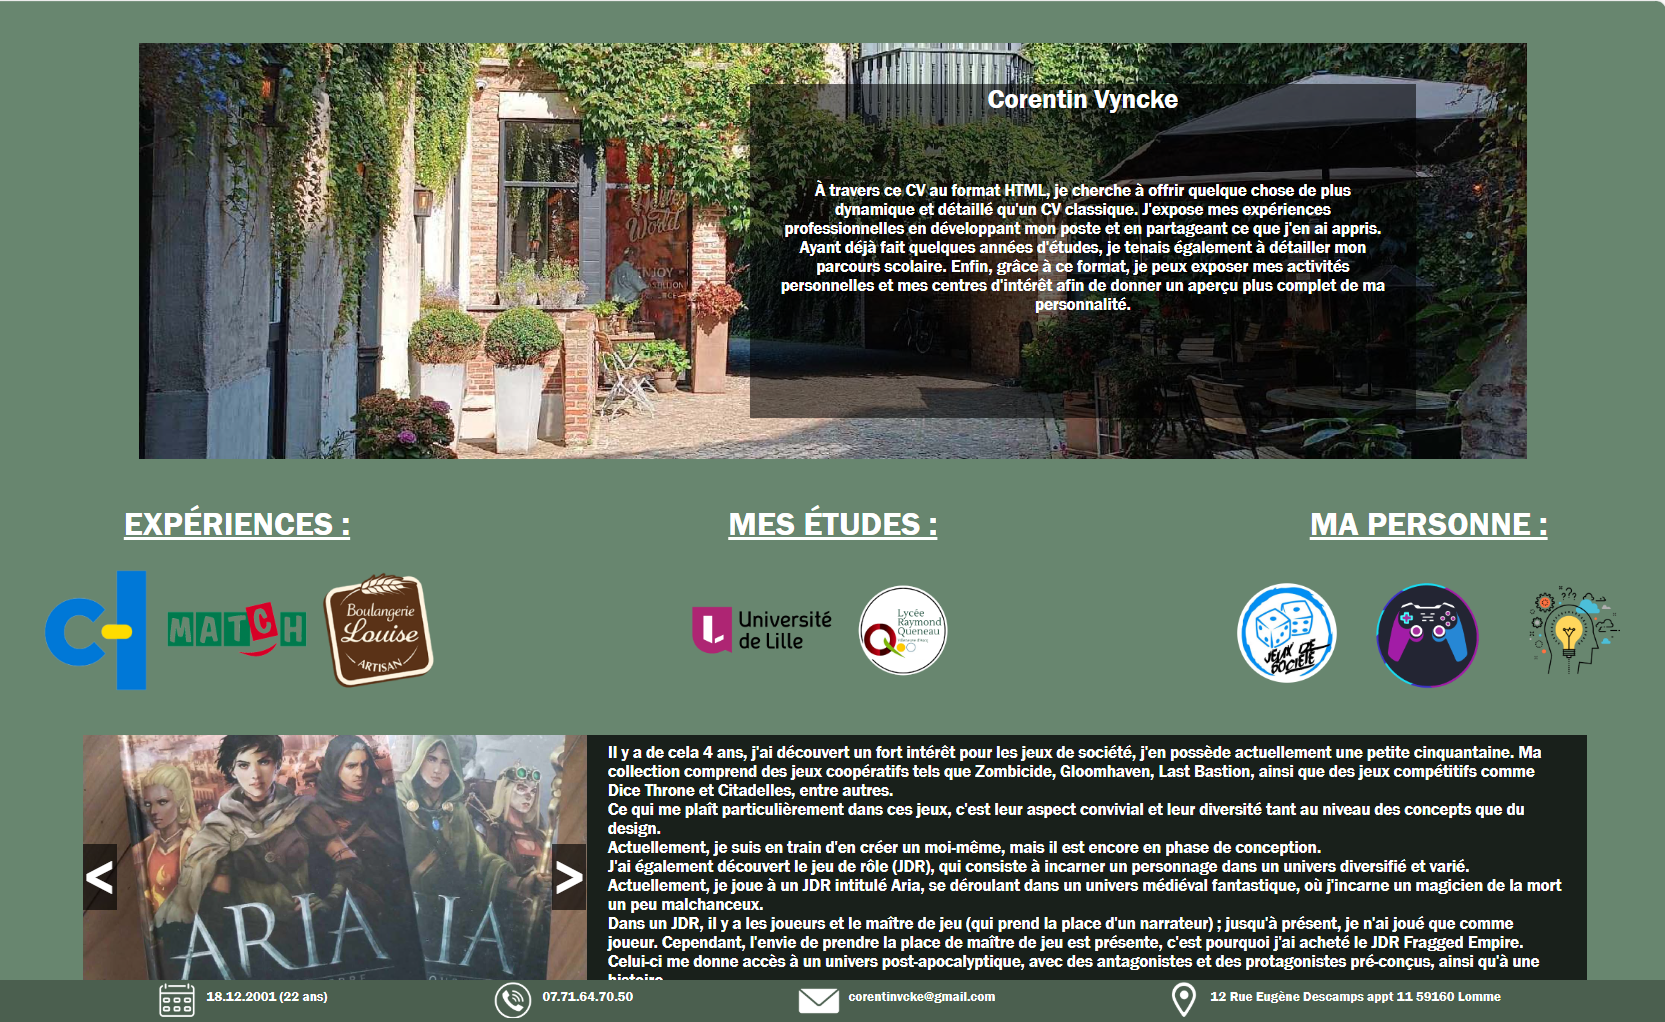 Corentin Vyncke
À travers ce CV au format HTML, je cherche à offrir quelque chose de plus
dynamique et détaillé qu'un CV classique. J'expose mes expériences
professionnelles en développant mon poste et en partageant ce que j'en ai appris.
Ayant déjà fait quelques années d'études, je tenais également à détailler mon
parcours scolaire. Enfin, grâce à ce format, je peux exposer mes activités
personnelles et mes centres d'intérêt afin de donner un aperçu plus complet de ma
personnalité.
World
ENJOY
EXPÉRIENCES :
MES ÉTUDES :
MA PERSONNE :
MATCH
Boulangerie
Louise
ARTISAN
Université
de Lille
Lycée
Raymond
Queneau
JEUX DE
SOCIÉTÉ
Il y a de cela 4 ans, j'ai découvert un fort intérêt pour les jeux de société, j'en possède actuellement une petite cinquantaine. Ma
collection comprend des jeux coopératifs tels que Zombicide, Gloomhaven, Last Bastion, ainsi que des jeux compétitifs comme
Dice Throne et Citadelles, entre autres.
Ce qui me plaît particulièrement dans ces jeux, c'est leur aspect convivial et leur diversité tant au niveau des concepts que du
design.
Actuellement, je suis en train d'en créer un moi-même, mais il est encore en phase de conception.
J'ai également découvert le jeu de rôle (JDR), qui consiste à incarner un personnage dans un univers diversifié et varié.
Actuellement, je joue à un JDR intitulé Aria, se déroulant dans un univers médiéval fantastique, où j'incarne un magicien de la mort
un peu malchanceux.
Dans un JDR, il y a les joueurs et le maître de jeu (qui prend la place d'un narrateur) ; jusqu'à présent, je n'ai joué que comme
joueur. Cependant, l'envie de prendre la place de maître de jeu est présente, c'est pourquoi j'ai acheté le JDR Fragged Empire.
Celui-ci me donne accès à un univers post-apocalyptique, avec des antagonistes et des protagonistes pré-conçus, ainsi qu'à une
histoire
< >
ARIA
IA
18.12.2001 (22 ans)
07.71.64.70.50
corentinvcke@gmail.com
12 Rue Eugène Descamps appt 11 59160 Lomme